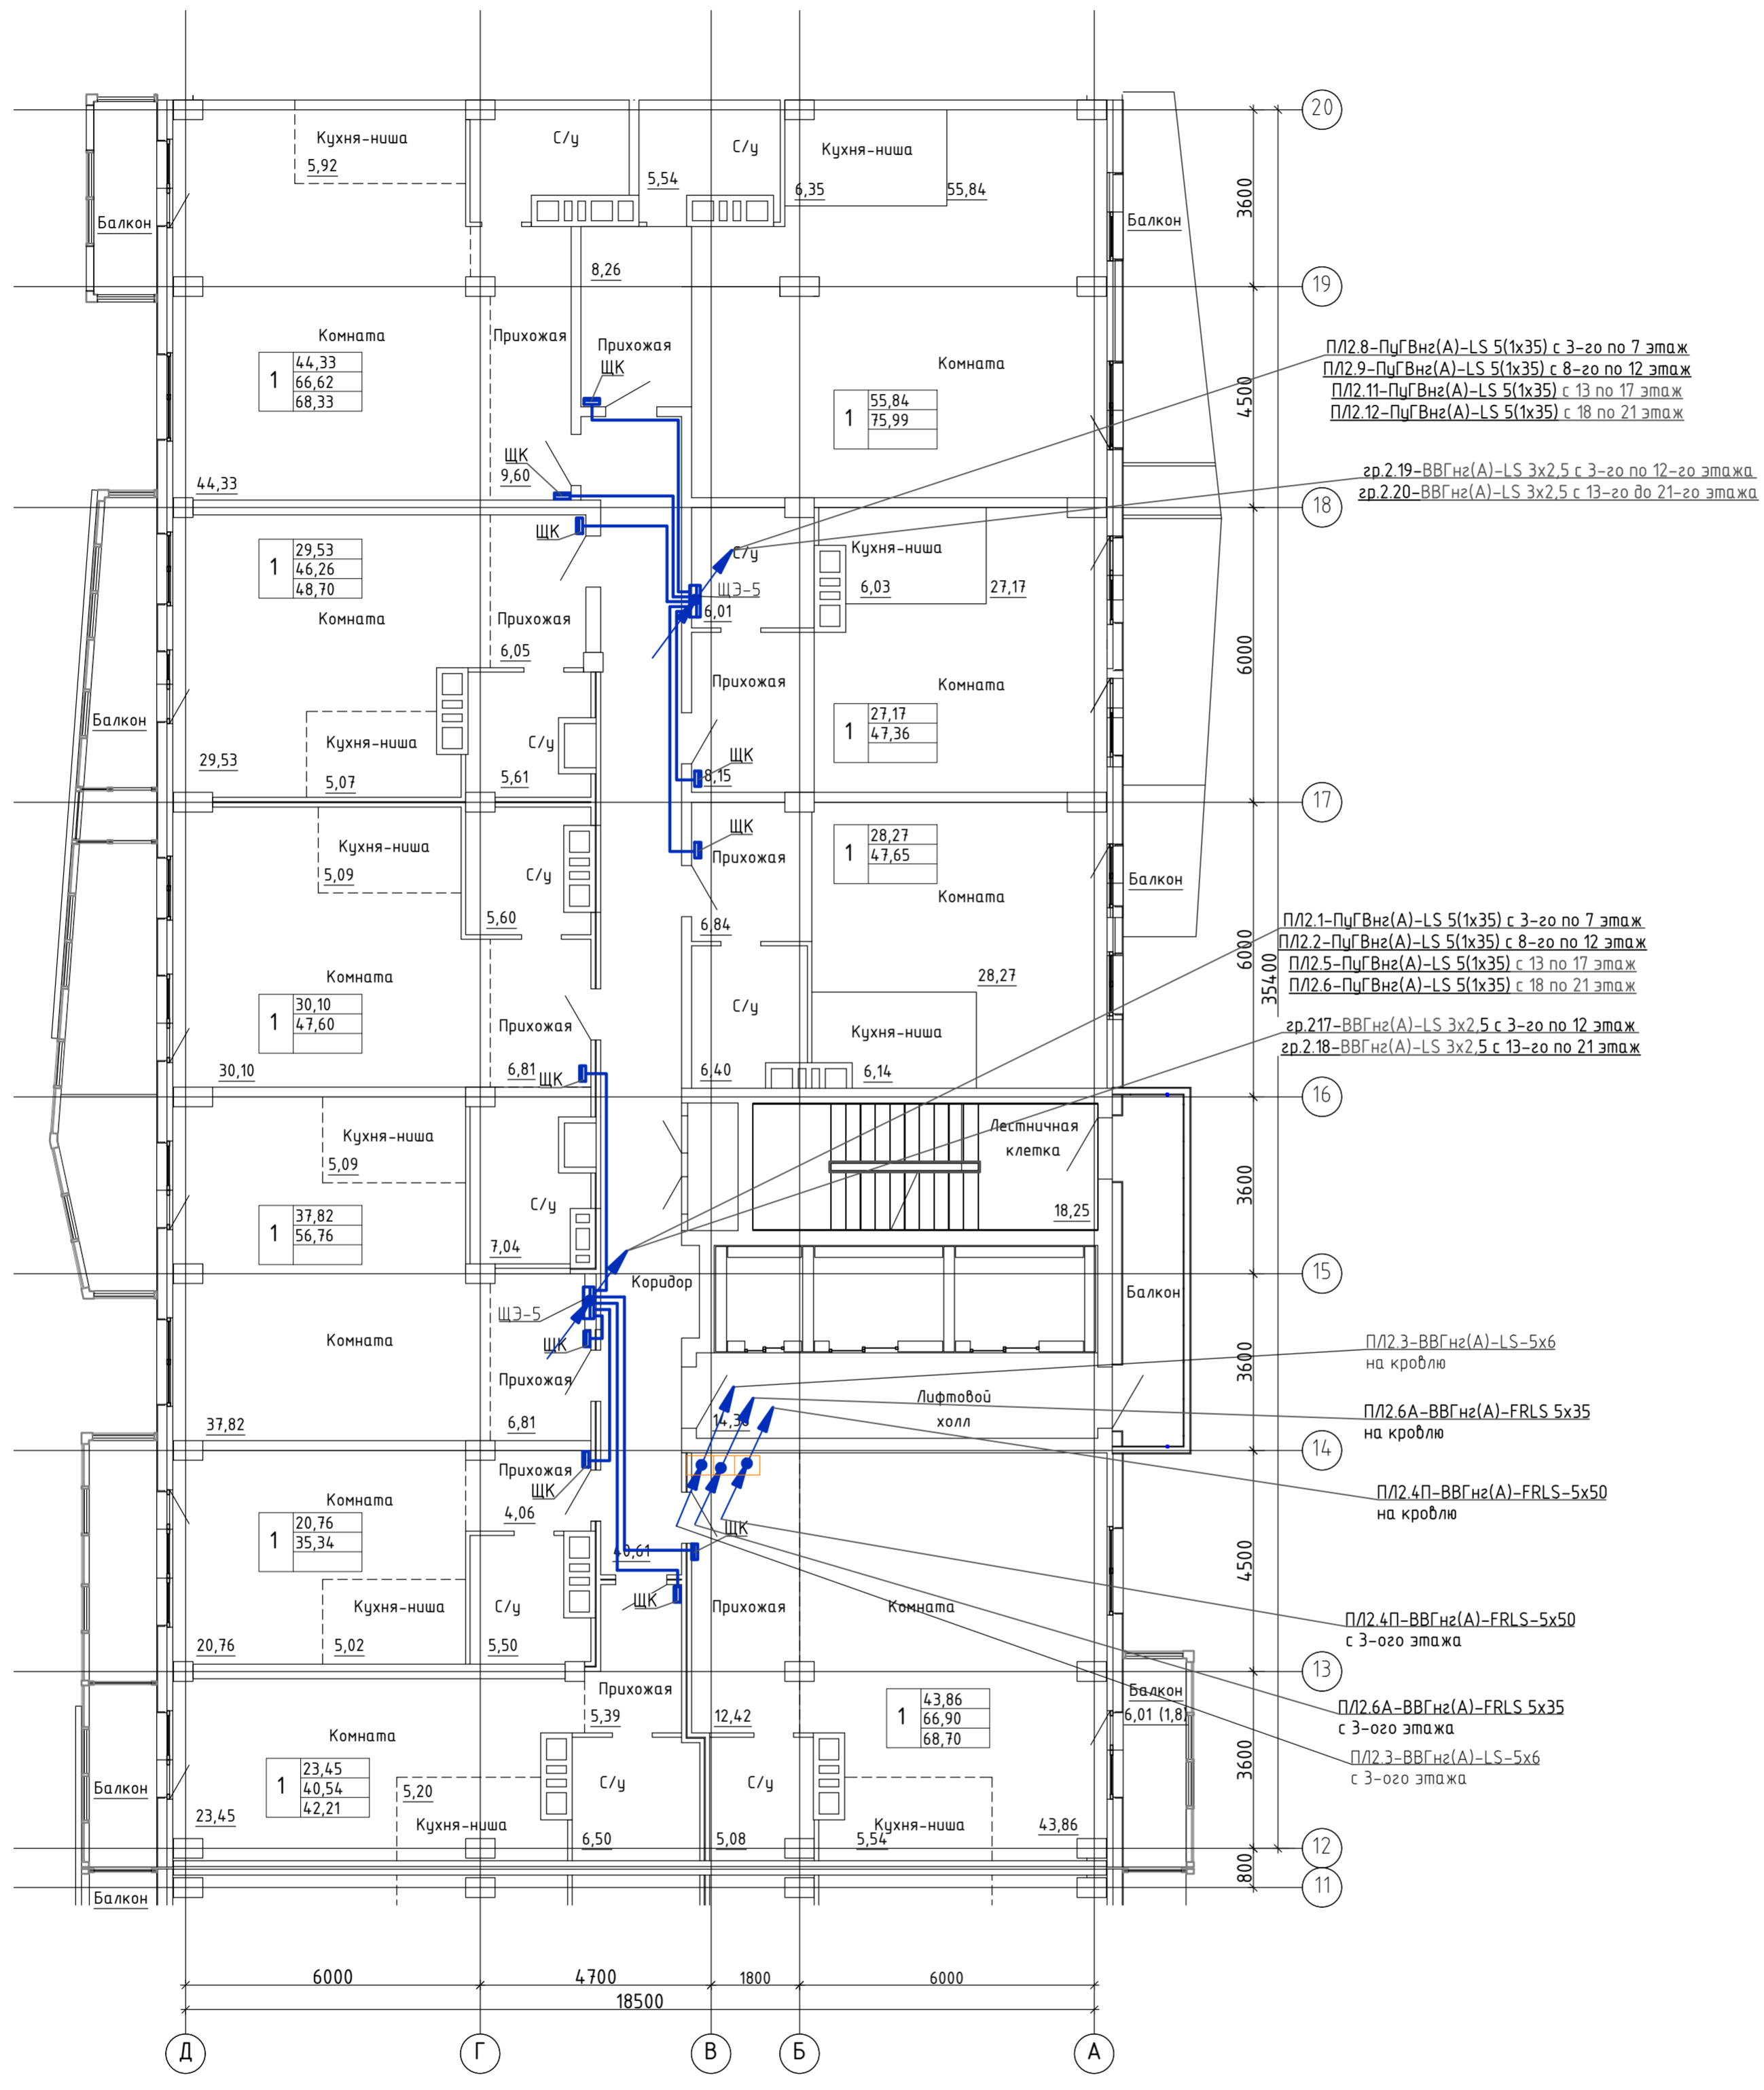 20
Кухня-ниша
С/у
С/у
Кухня-ниша
5,92
5,54
6,35
55,84
3600
Балкон
Балкон
8,26
19
Комната
Прихожая
Прихожая
ЩК
Комната
1
44,33
66,62
68,33
1
55,84
75,99
4500
ПЛ2.8-ПуГВнг(А)-LS 5(1х35) с 3-го по 7 этаж
ПЛ2.9-ПуГВнг(А)-LS 5(1х35) с 8-го по 12 этаж
ПЛ2.11-ПуГВнг(А)-LS 5(1х35) с 13 по 17 этаж
ПЛ2.12-ПуГВнг(А)-LS 5(1х35) с 18 по 21 этаж
ЩК
9,60
44,33
гр.2.19-ВВГнг(А)-LS 3х2,5 с 3-го по 12-го этажа
гр.2.20-ВВГнг(А)-LS 3х2,5 с 13-го до 21-го этажа
18
ЩК
1
29,53
46,26
48,70
С/у
Кухня-ниша
ЩЭ-5
6,03
27,17
6,01
Комната
Прихожая
6,05
6000
Прихожая
Комната
Балкон
1
27,17
47,36
Кухня-ниша
С/у
29,53
5,07
5,61
ЩК
8,15
17
ЩК
Прихожая
1
28,27
47,65
Кухня-ниша
5,09
С/у
Комната
Балкон
5,60
6,84
6000
35400
ПЛ2.1-ПуГВнг(А)-LS 5(1х35) с 3-го по 7 этаж
ПЛ2.2-ПуГВнг(А)-LS 5(1х35) с 8-го по 12 этаж
ПЛ2.5-ПуГВнг(А)-LS 5(1х35) с 13 по 17 этаж
ПЛ2.6-ПуГВнг(А)-LS 5(1х35) с 18 по 21 этаж
Комната
28,27
1
30,10
47,60
Прихожая
С/у
Кухня-ниша
гр.217-ВВГнг(А)-LS 3х2,5 с 3-го по 12 этаж
гр.2.18-ВВГнг(А)-LS 3х2,5 с 13-го по 21 этаж
30,10
6,81
ЩК
6,40
6,14
16
Кухня-ниша
5,09
Лестничная
клетка
3600
С/у
18,25
1
37,82
56,76
7,04
15
Коридор
Балкон
ЩЭ-5
Комната
ЩК
ПЛ2.3-ВВГнг(А)-LS-5х6
на кровлю
3600
Прихожая
Лифтовой
холл
37,82
6,81
ПЛ2.6А-ВВГнг(А)-FRLS 5х35
на кровлю
14
Прихожая
ЩК
Комната
4,06
ПЛ2.4П-ВВГнг(А)-FRLS-5х50
на кровлю
1
20,76
35,34
ЩК
40,61
4500
Кухня-ниша
С/у
ЩК
Прихожая
Комната
ПЛ2.4П-ВВГнг(А)-FRLS-5х50
с 3-ого этажа
20,76
5,02
5,50
13
Прихожая
Балкон
6,01 (1,8)
5,39
12,42
1
43,86
66,90
68,70
ПЛ2.6А-ВВГнг(А)-FRLS 5х35
с 3-ого этажа
Комната
3600
ПЛ2.3-ВВГнг(А)-LS-5х6
с 3-ого этажа
1
23,45
40,54
42,21
Балкон
5,20
С/у
С/у
23,45
Кухня-ниша
6,50
5,08
5,54
Кухня-ниша
43,86
12
800
11
Балкон
6000
4700
1800
6000
18500
Д
Г
В
Б
А